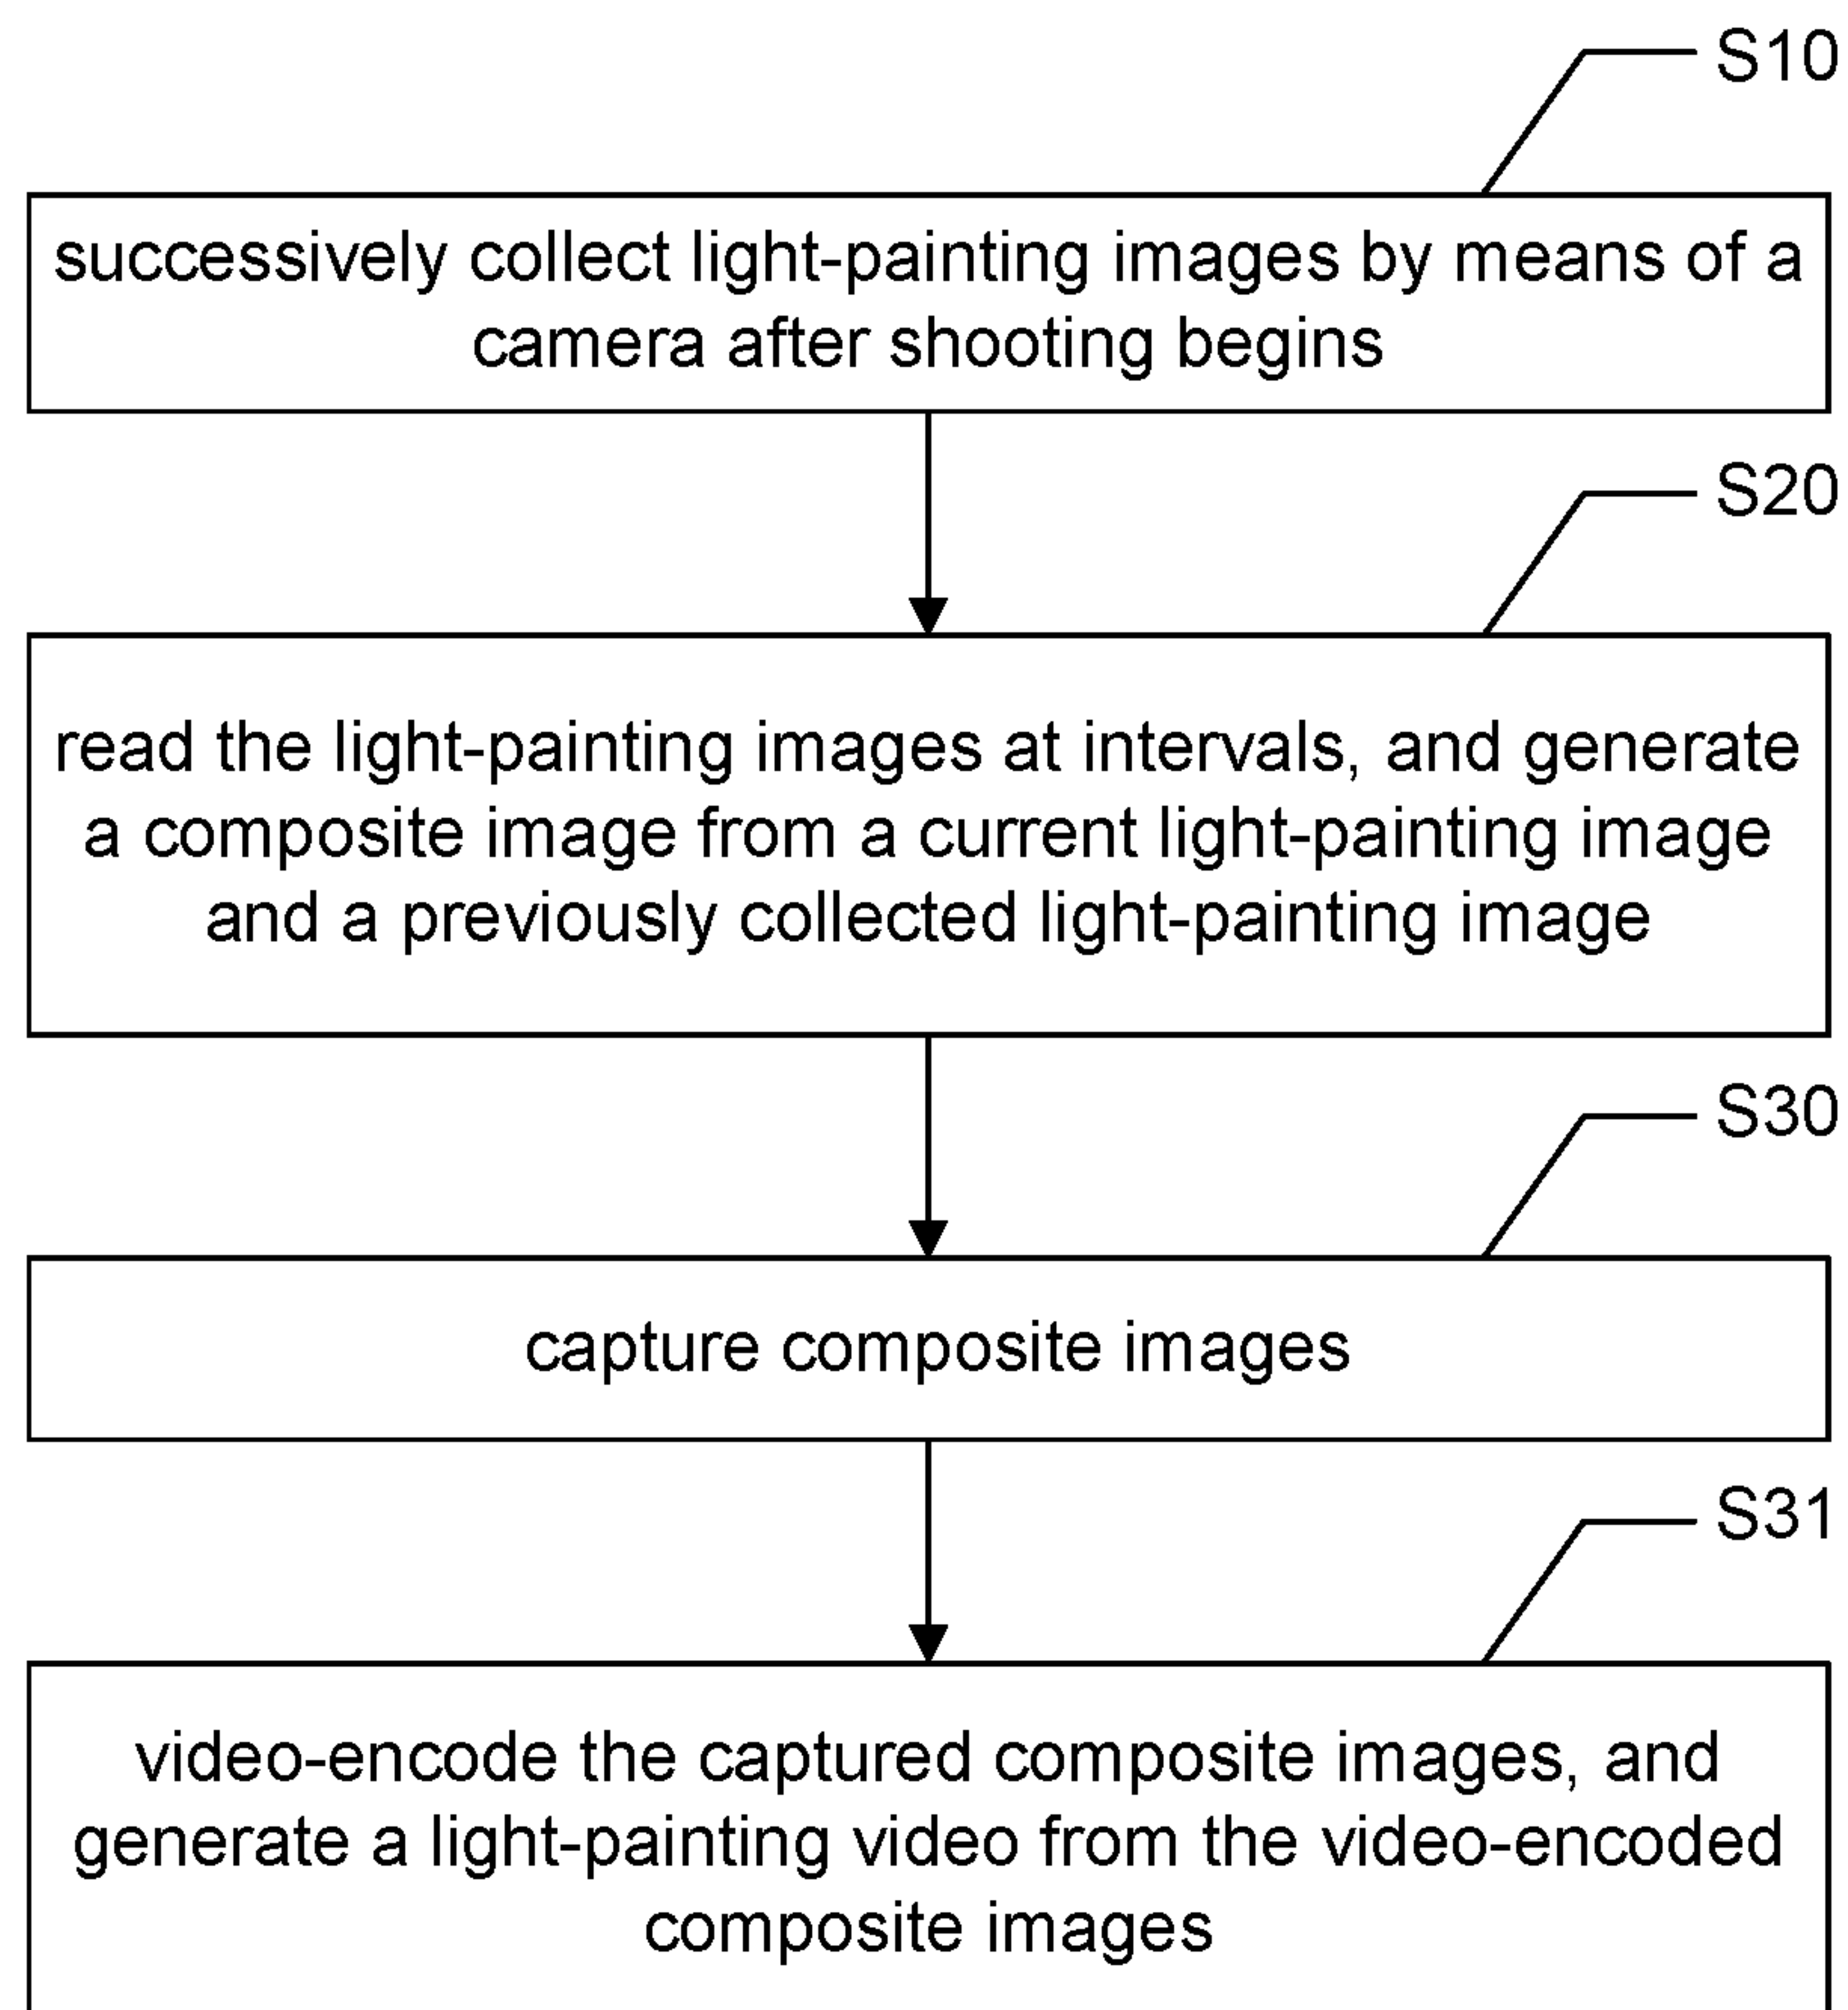 S10
successively collect light-painting images by means of a
camera after shooting begins
S20
read the light-painting images at intervals, and generate
a composite image from a current light-painting image
and a previously collected light-painting image
S30
capture composite images
S31
video-encode the captured composite images, and
generate a light-painting video from the video-encoded
composite images